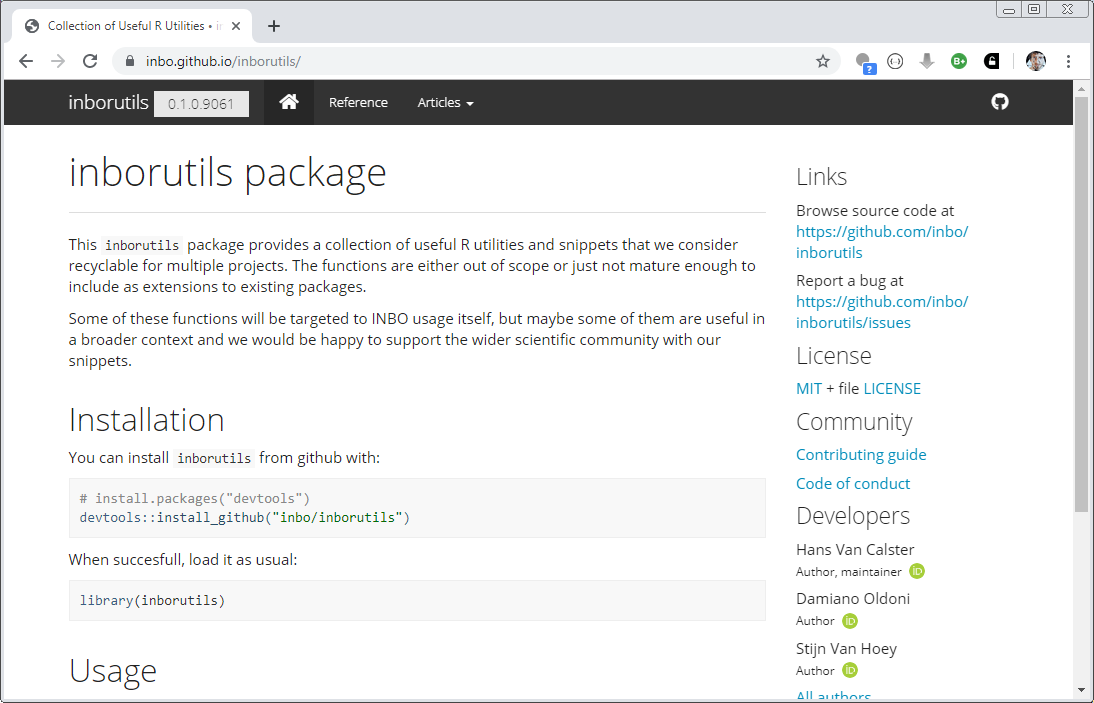 Collection of Useful R Utilities • in
inbo.github.io/inborutils/
?
B+
inborutils 0.1.0.9061 Reference Articles
inborutils package
This inborutils package provides a collection of useful R utilities and snippets that we consider
recyclable for multiple projects. The functions are either out of scope or just not mature enough to
include as extensions to existing packages.
Some of these functions will be targeted to INBO usage itself, but maybe some of them are useful in
a broader context and we would be happy to support the wider scientific community with our
snippets.
Installation
You can install inborutils from github with:
# install.packages("devtools")
devtools::install_github("inbo/inborutils")
When succesfull, load it as usual:
library(inborutils)
Usage
Links
Browse source code at
https://github.com/inbo/
inborutils
Report a bug at
https://github.com/inbo/
inborutils/issues
License
MIT + file LICENSE
Community
Contributing guide
Code of conduct
Developers
Hans Van Calster
Author, maintainer iD
Damiano Oldoni
Author iD
Stijn Van Hoey
Author iD
All authors